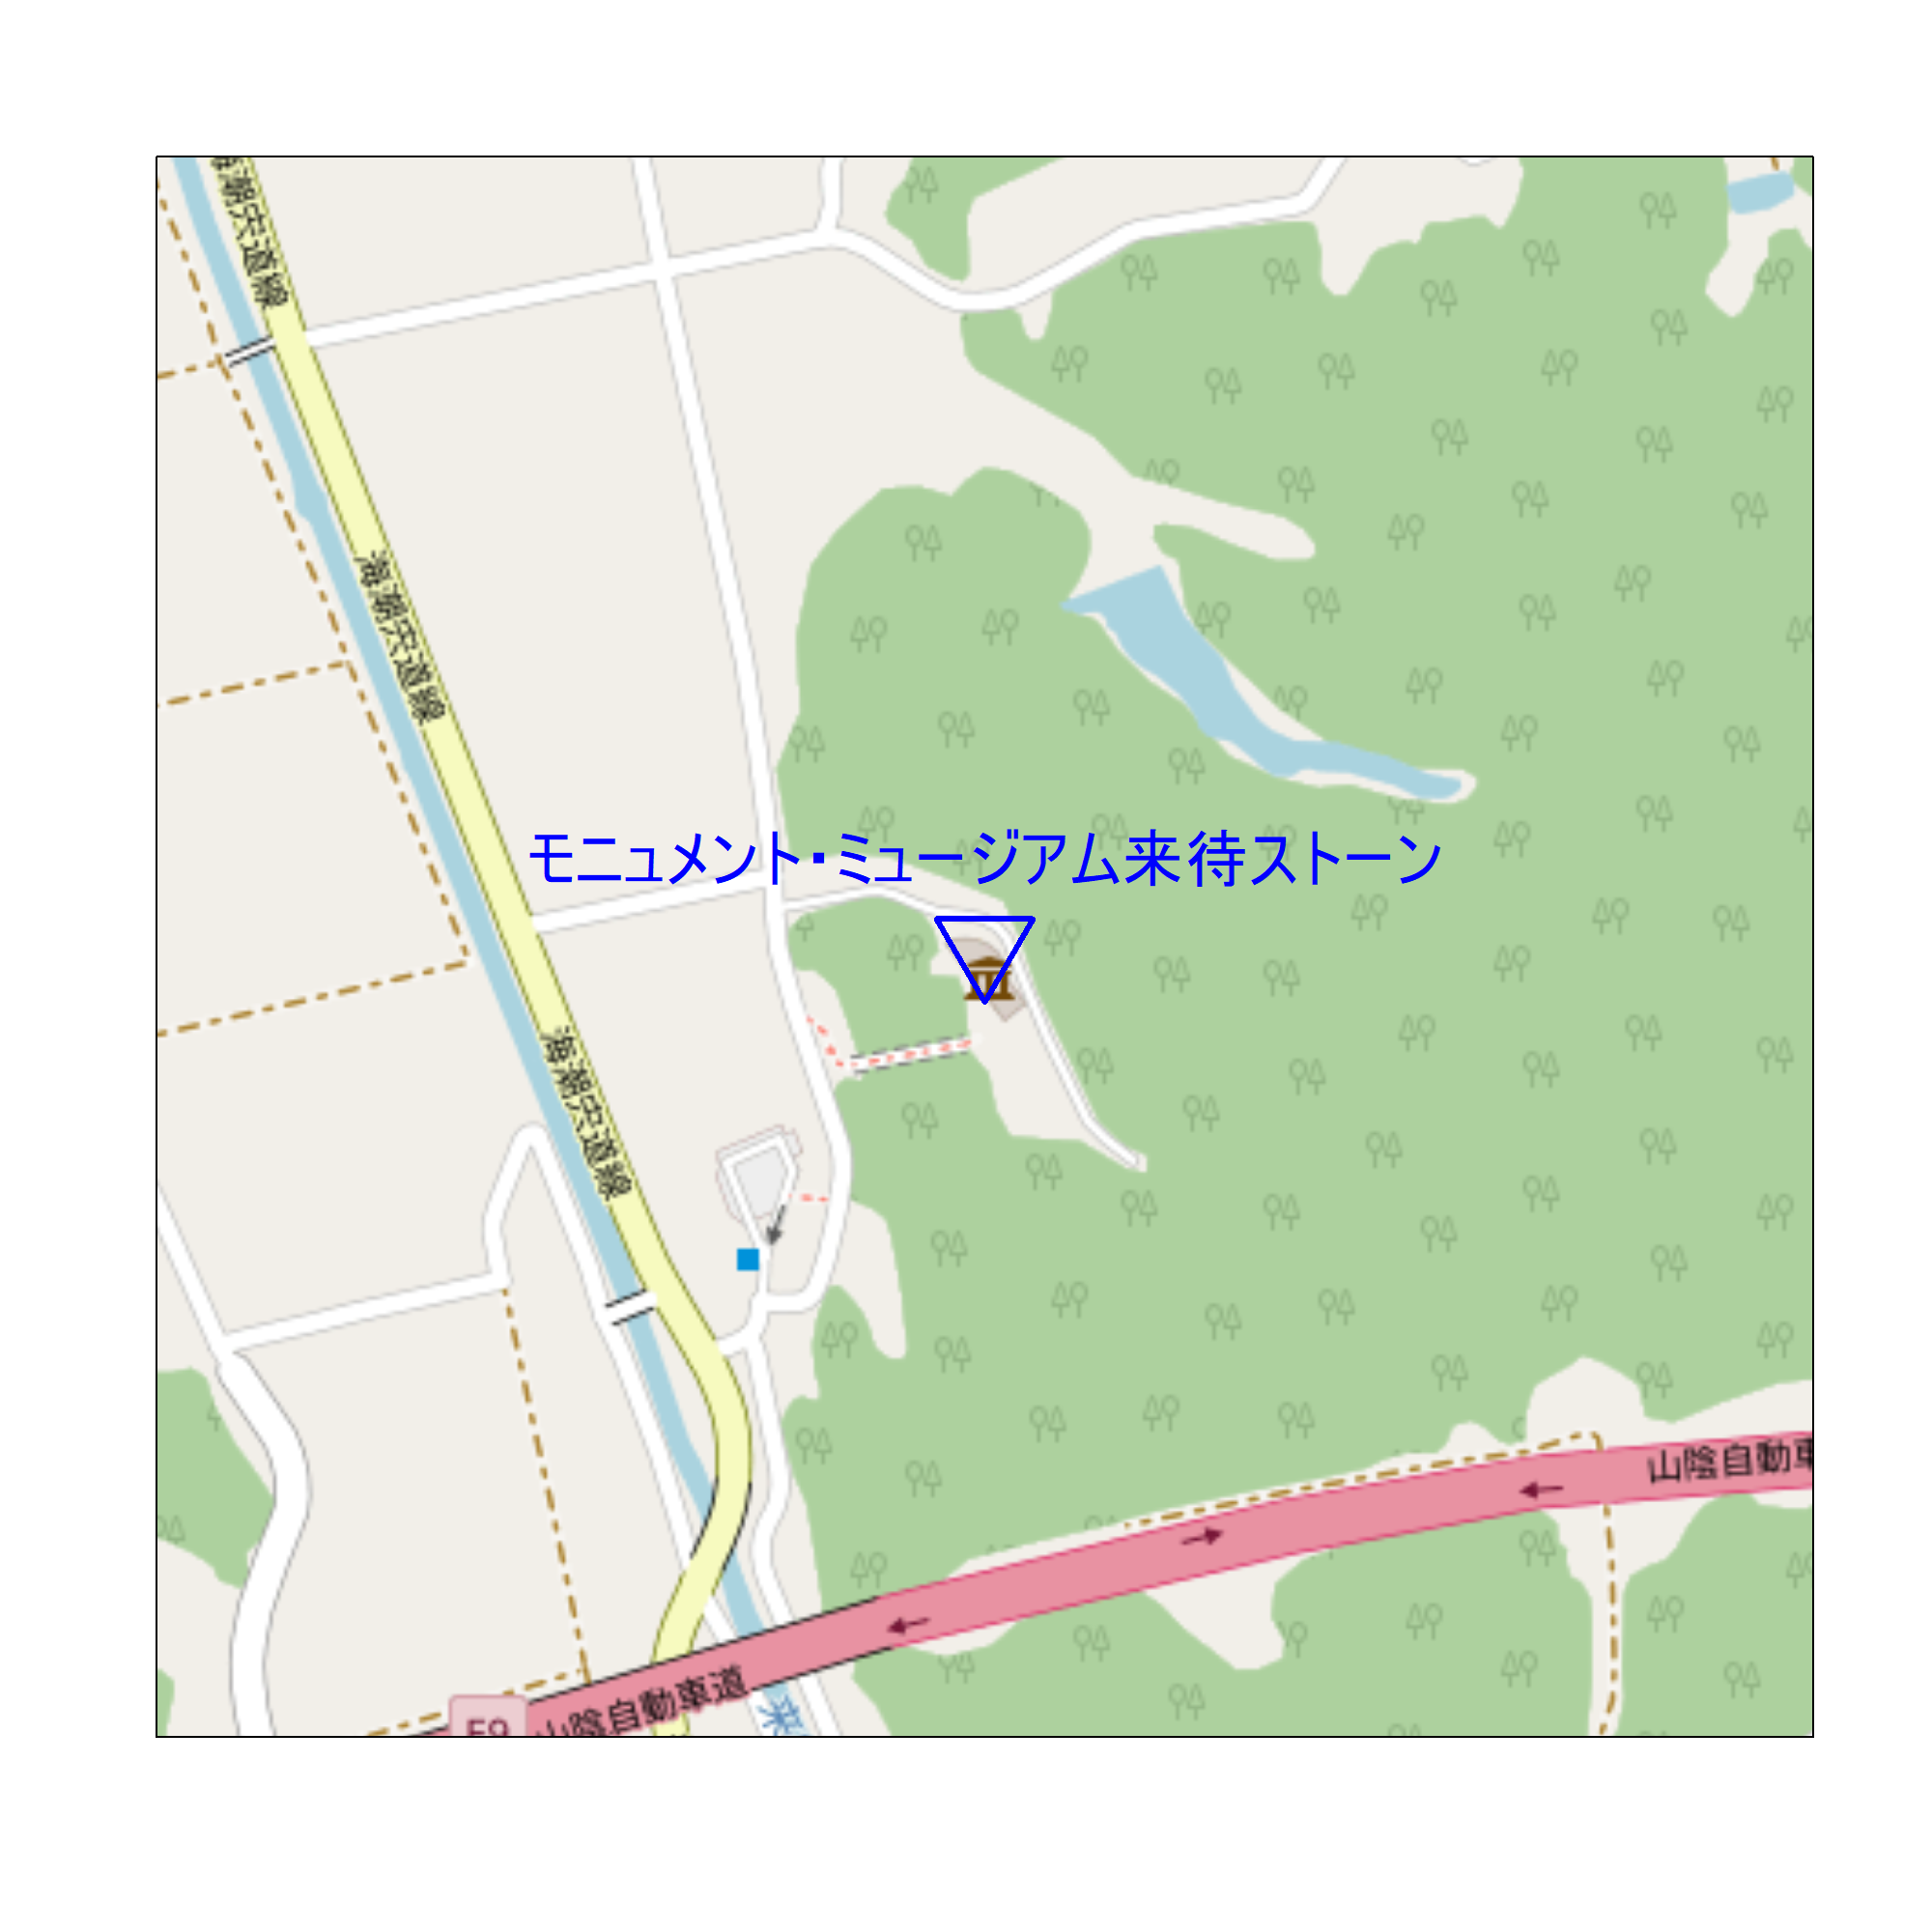 海潮宍道線
海潮宍道線
モニュメント・ミュージアム来待ストーン
海潮宍道線
山陰自動車
山陰自動車道
E9
来